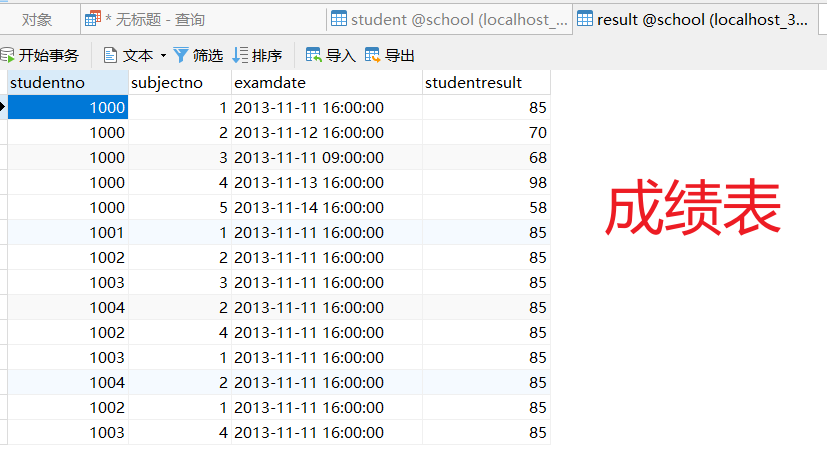 对象 * 无标题 - 查询 student @school (localhost_... result @school (localhost_3...
开始事务 文本 筛选 排序 导入 导出
studentno subjectno examdate studentresult
1000 1 2013-11-11 16:00:00 85
1000 2 2013-11-12 16:00:00 70
1000 3 2013-11-11 09:00:00 68
1000 4 2013-11-13 16:00:00 98
1000 5 2013-11-14 16:00:00 58
1001 1 2013-11-11 16:00:00 85
1002 2 2013-11-11 16:00:00 85
1003 3 2013-11-11 16:00:00 85
1004 2 2013-11-11 16:00:00 85
1002 4 2013-11-11 16:00:00 85
1003 1 2013-11-11 16:00:00 85
1004 2 2013-11-11 16:00:00 85
1002 1 2013-11-11 16:00:00 85
1003 4 2013-11-11 16:00:00 85
成绩表